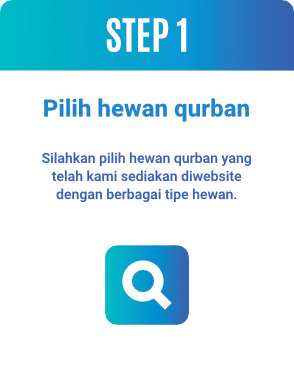 STEP 1
Pilih hewan qurban
Silahkan pilih hewan qurban yang
telah kami sediakan diwebsite
dengan berbagai tipe hewan.